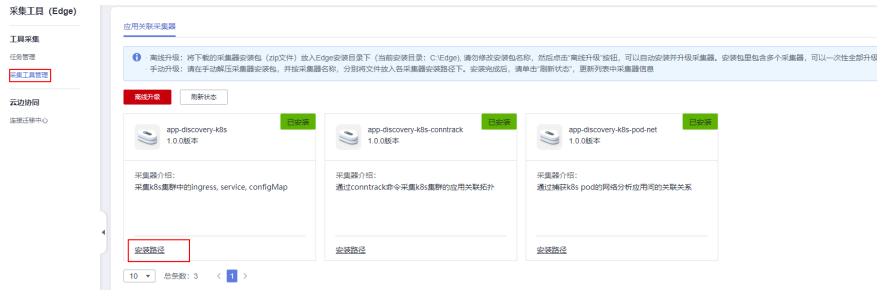 采集工具（Edge）
工具采集
任务管理
采集工具管理
云边协同
连接迁移中心
应用关联采集器
· 离线升级：将下载的采集器安装包（zip文件）放入Edge安装目录下（当前安装目录：C:\Edge), 请勿修改安装包名称，然后点击“离线升级”按钮，可以自动安装并升级采集器。安装包里包含多个采集器，可以一次性全部升级
· 手动升级：请在手动解压采集器安装包，并按采集器名称，分别将文件放入各采集器安装路径下。安装完成后，请单击“刷新状态”，更新列表中采集器信息
离线升级
刷新状态
app-discovery-k8s
1.0.0版本
已安装
采集器介绍：
采集k8s集群中的ingress, service, configMap
安装路径
app-discovery-k8s-conntrack
1.0.0版本
已安装
采集器介绍：
通过conntrack命令采集k8s集群的应用关联拓扑
安装路径
app-discovery-k8s-pod-net
1.0.0版本
已安装
采集器介绍：
通过捕获k8s pod的网络分析应用间的关联关系
安装路径
10 总条数：3 < 1 >